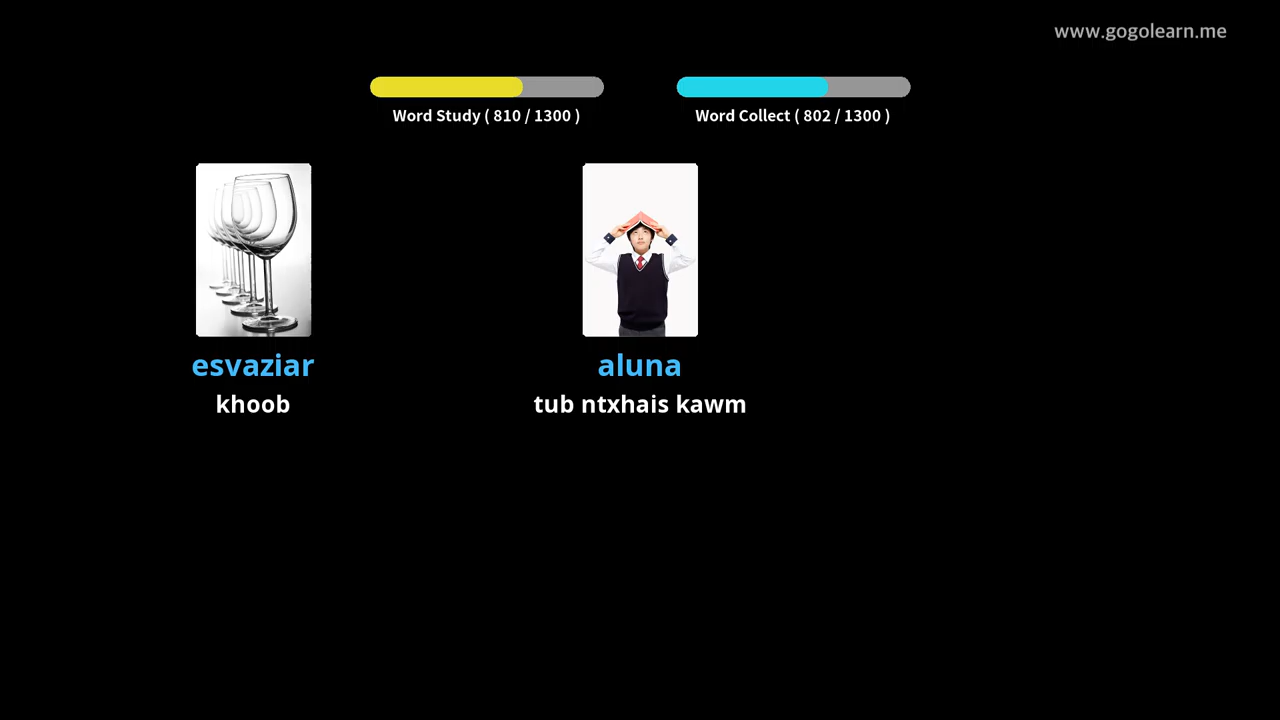 www.gogolearn.me
Word Study ( 810 / 1300 )
Word Collect ( 802 / 1300 )
esvaziar
aluna
khoob
tub ntxhais kawm